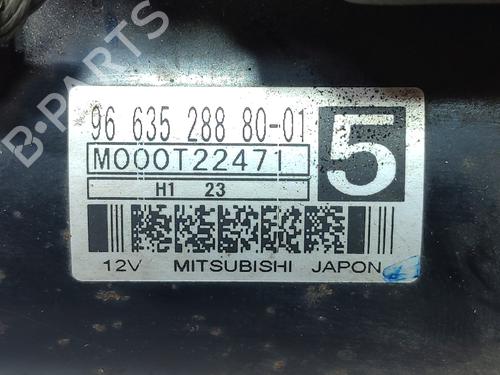 B-PARTS
96 635 288 80-01
M000T22471
5
H1 23
12V MITSUBISHI JAPON